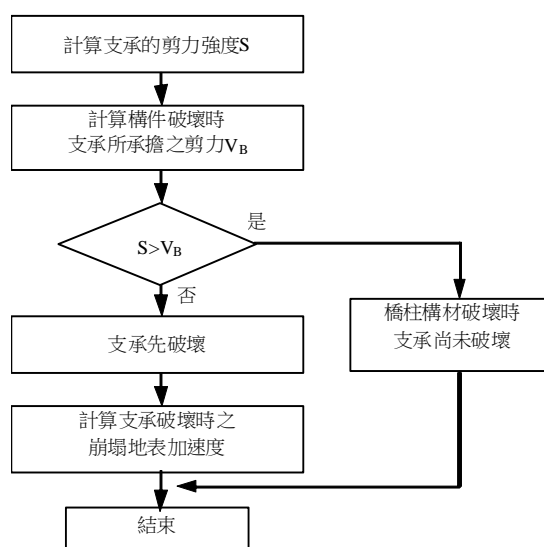 計算支承的剪力強度S
計算構件破壞時
支承所承擔之剪力VB
S>VB
是
否
橋柱構材破壞時
支承尚未破壞
支承先破壞
計算支承破壞時之
崩塌地表加速度
結束